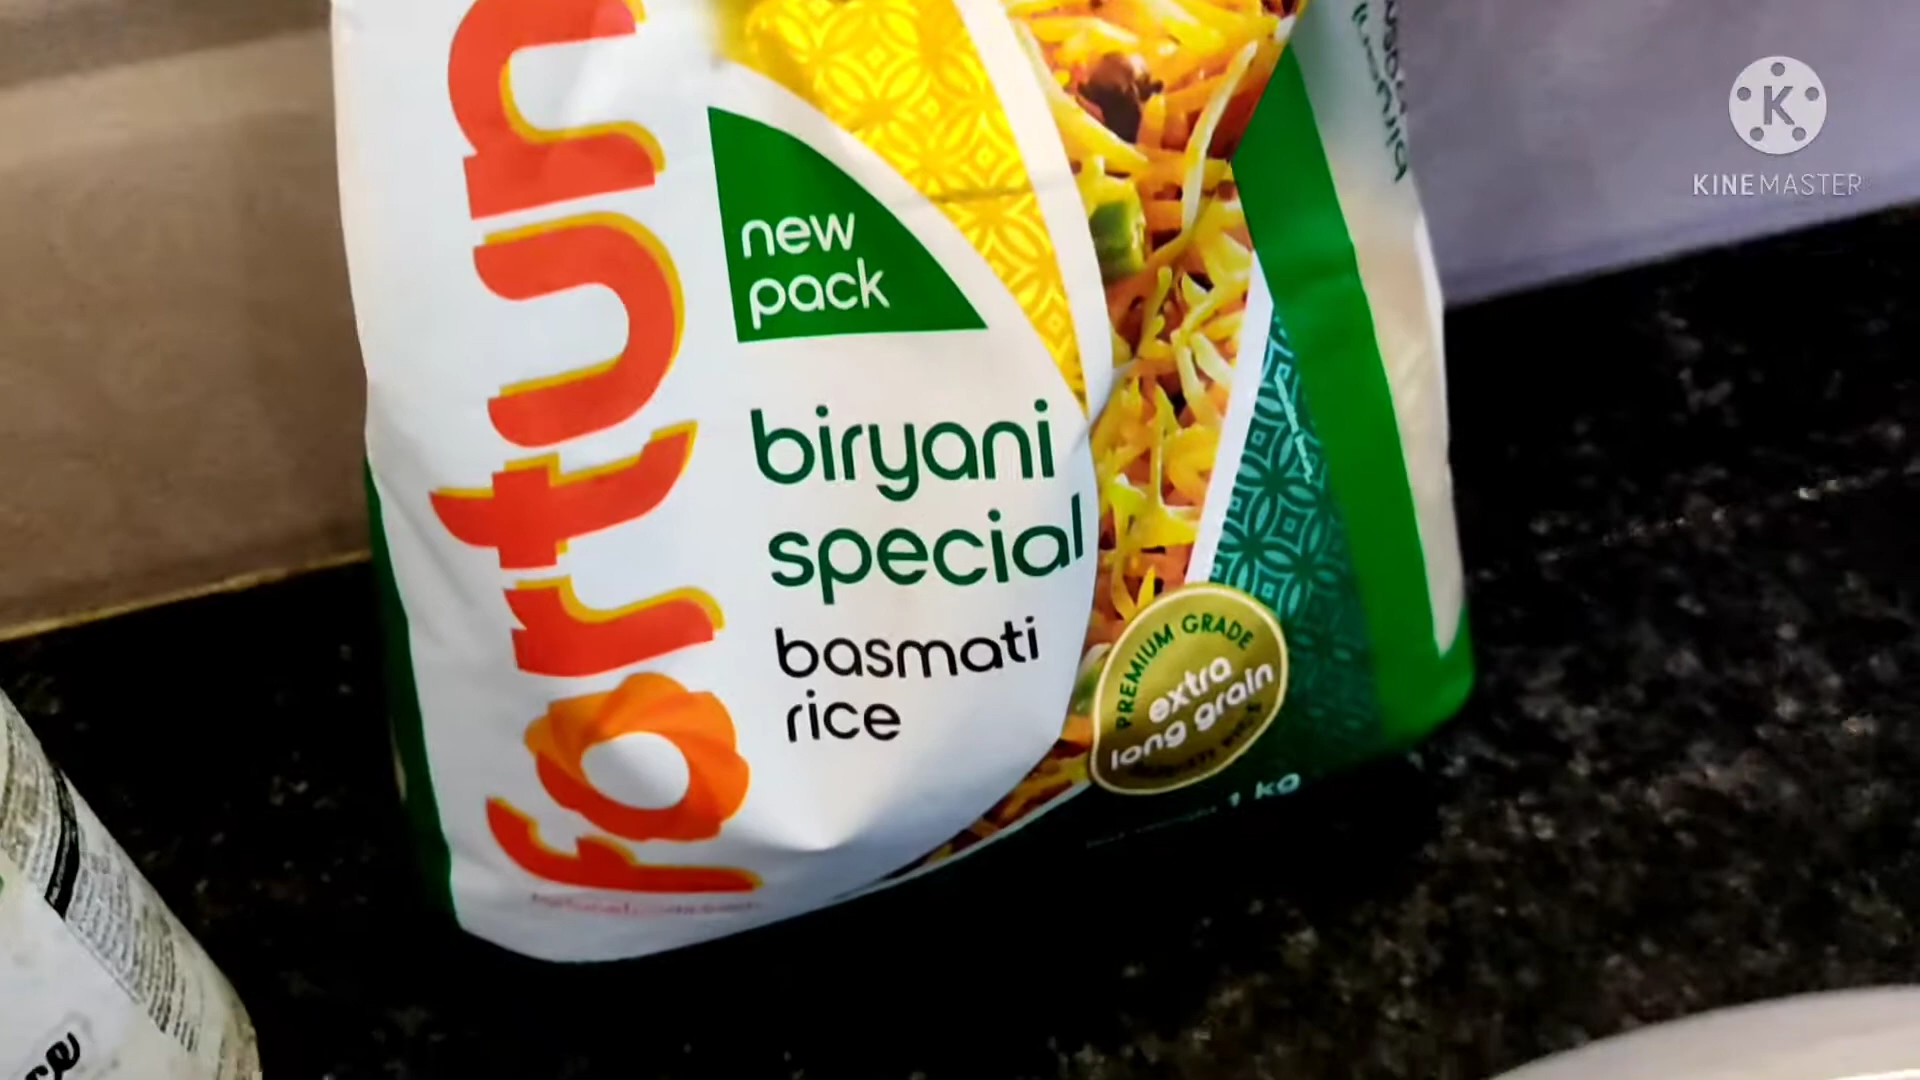 fortun
new
pack
biryani
special
basmati
rice
PREMIUM GRADE
extra
long grain
1 kg
KINEMASTER